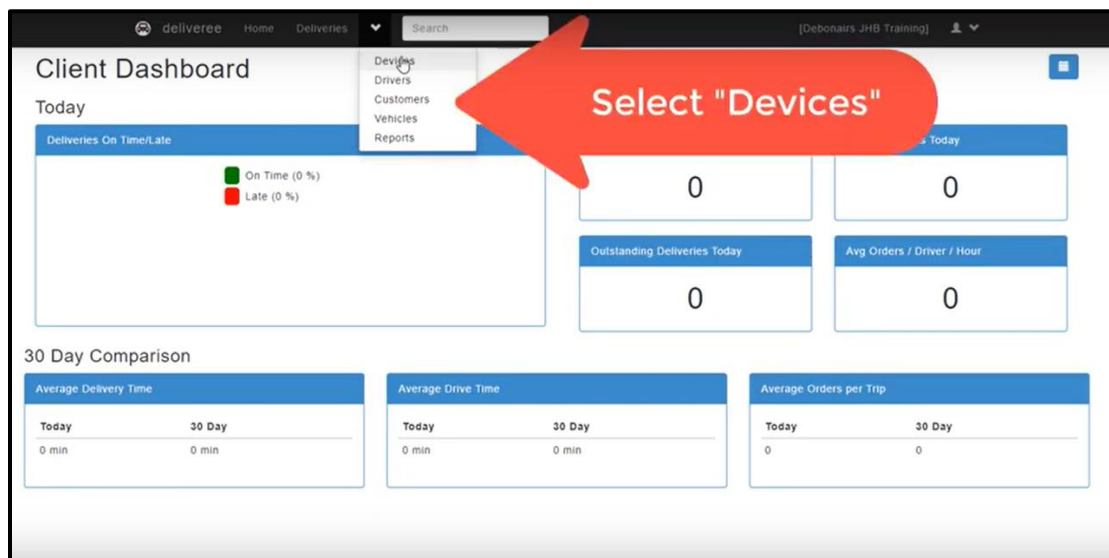 deliveree Home Deliveries Search [Debonairs JHB Training]
Client Dashboard
Devices
Drivers
Customers
Vehicles
Reports
Select "Devices"
Today
Deliveries On Time/Late
On Time (0 %)
Late (0 %)
Today
0
0
Outstanding Deliveries Today
Avg Orders / Driver / Hour
0
0
30 Day Comparison
Average Delivery Time
Today 30 Day
0 min 0 min
Average Drive Time
Today 30 Day
0 min 0 min
Average Orders per Trip
Today 30 Day
0 0